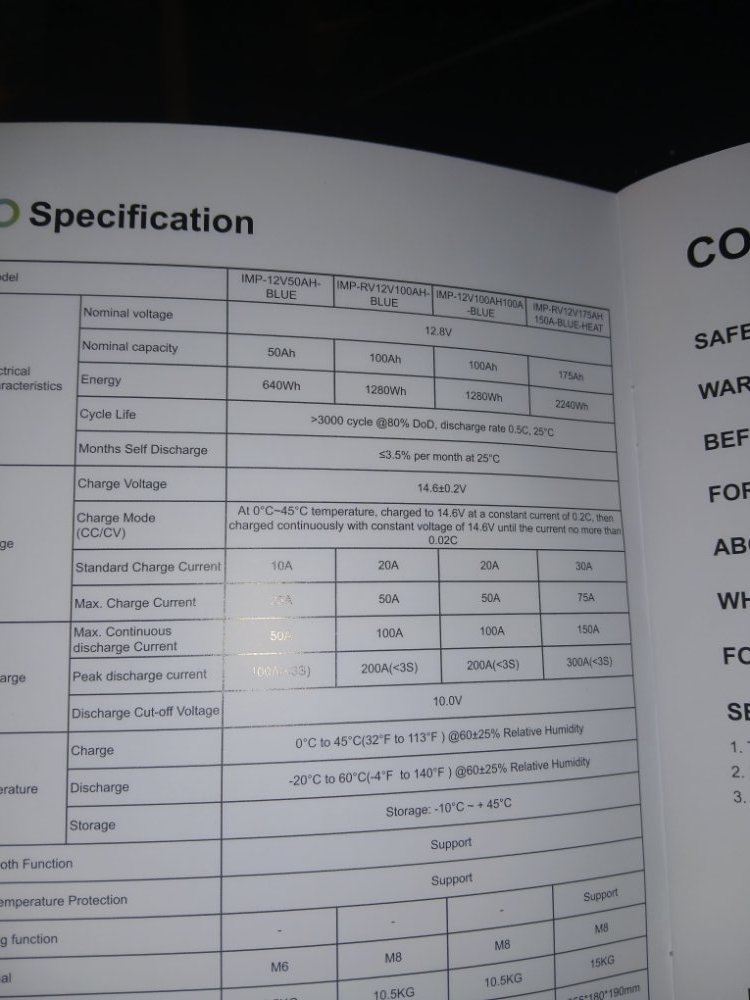 Specification
CO
odel IMP-12V50AH- IMP-RV12V100AH- IMP-12V100AH100A IMP-RV12V175AH
BLUE BLUE -BLUE 150A-BLUE-HEAT
ctrical
aracteristics
Nominal voltage 12.8V
Nominal capacity 50Ah 100Ah 100Ah 175Ah
Energy 640Wh 1280Wh 1280Wh 2240Wh
Cycle Life >3000 cycle @80% DoD, discharge rate 0.5C, 25°C
Months Self Discharge ≤3.5% per month at 25°C
ge
Charge Voltage 14.6±0.2V
Charge Mode
(CC/CV)
At 0°C~45°C temperature, charged to 14.6V at a constant current of 0.2C, then
charged continuously with constant voltage of 14.6V until the current no more than
0.02C
Standard Charge Current 10A 20A 20A 30A
Max. Charge Current 50A 50A 75A
arge
Max. Continuous
discharge Current 50A 100A 100A 150A
Peak discharge current 100A(<3S) 200A(<3S) 200A(<3S) 300A(<3S)
Discharge Cut-off Voltage 10.0V
erature
Charge 0°C to 45°C(32°F to 113°F ) @60±25% Relative Humidity
Discharge -20°C to 60°C(-4°F to 140°F ) @60±25% Relative Humidity
Storage Storage: -10°C ~ + 45°C
oth Function Support
emperature Protection Support
g function - - - Support
al M6 M8 M8 M8
10.5KG 10.5KG 15KG
*180*190mm
SAFE
WAR
BEF
FOR
ABO
WH
FO
SE
1.
2.
3.